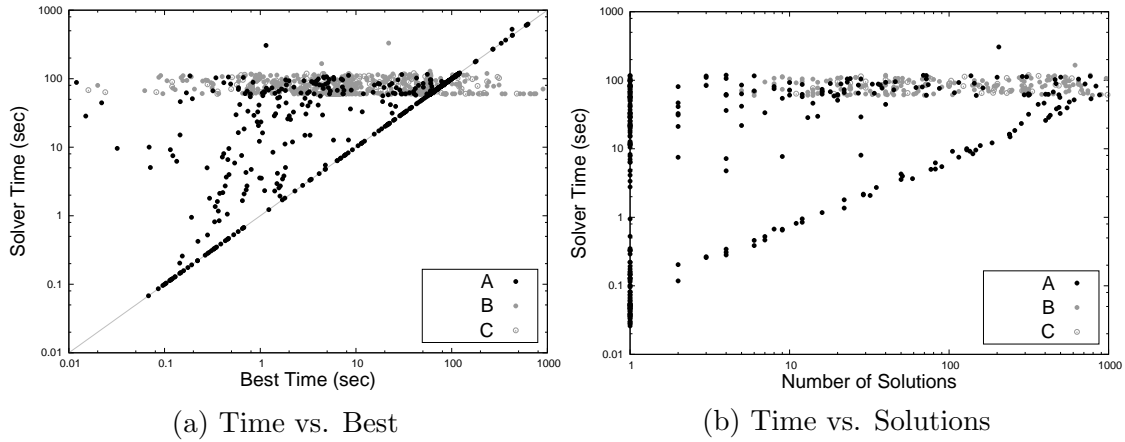 1000
100
10
1
0.1
0.01
Solver Time (sec)
0.01 0.1 1 10 100 1000
Best Time (sec)
A
B
C
(a) Time vs. Best
1000
100
10
1
0.1
0.01
Solver Time (sec)
1 10 100 1000
Number of Solutions
A
B
C
(b) Time vs. Solutions